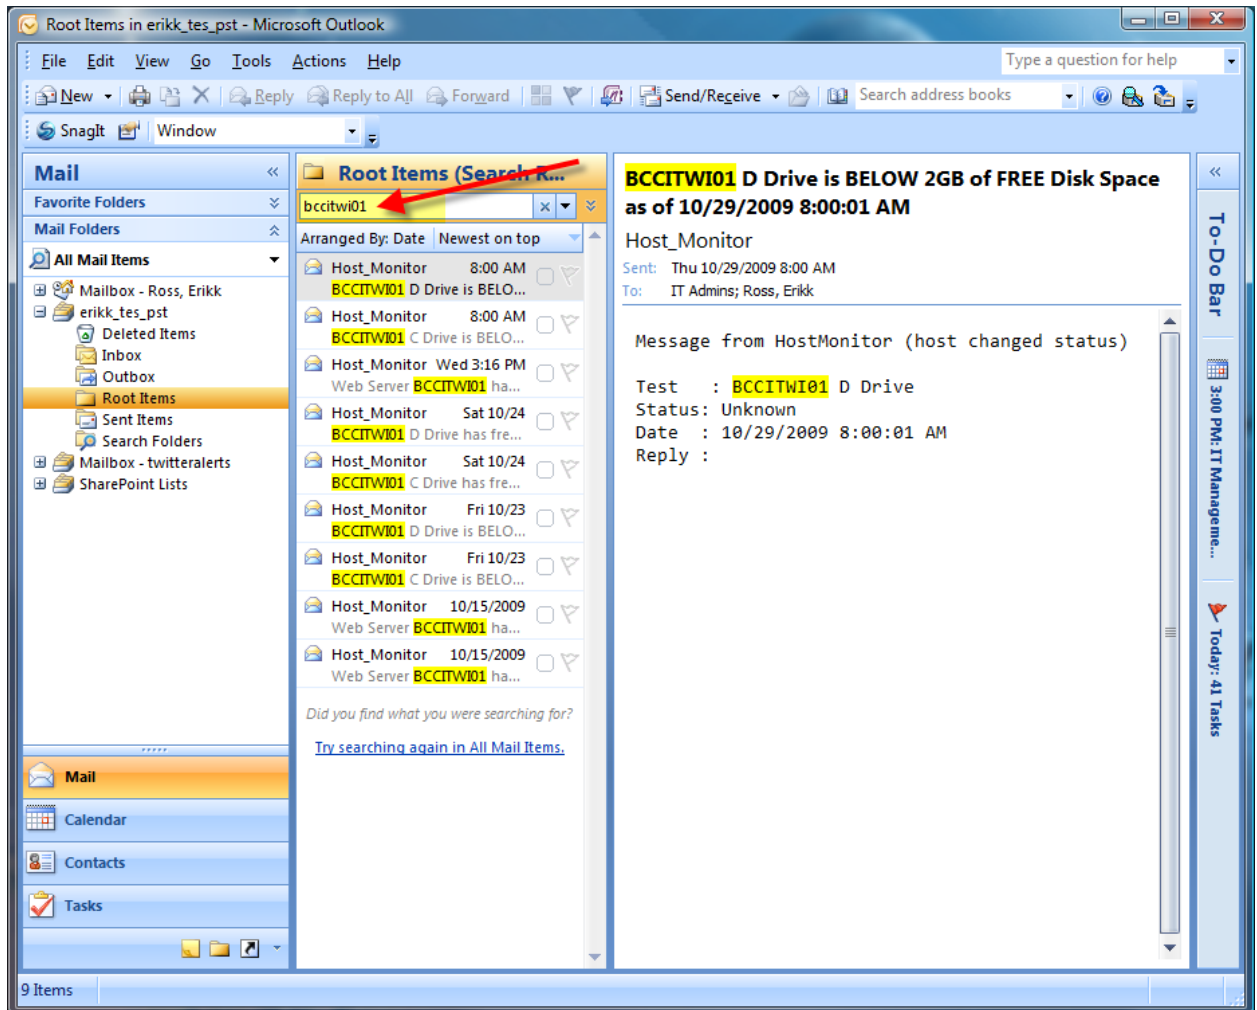 Root Items in erikk_tes_pst - Microsoft Outlook
File Edit View Go Tools Actions Help
Type a question for help
New Reply Reply to All Forward Send/Receive Search address books
SnagIt Window
Mail
Favorite Folders
Mail Folders
All Mail Items
Mailbox - Ross, Erikk
erikk_tes_pst
Deleted Items
Inbox
Outbox
Root Items
Sent Items
Search Folders
Mailbox - twitteralerts
SharePoint Lists
Mail
Calendar
Contacts
Tasks
Root Items (Search R...
bccitwi01
Arranged By: Date Newest on top
Host_Monitor 8:00 AM
BCCITWI01 D Drive is BELO...
Host_Monitor 8:00 AM
BCCITWI01 C Drive is BELO...
Host_Monitor Wed 3:16 PM
Web Server BCCITWI01 ha...
Host_Monitor Sat 10/24
BCCITWI01 D Drive has fre...
Host_Monitor Sat 10/24
BCCITWI01 C Drive has fre...
Host_Monitor Fri 10/23
BCCITWI01 D Drive is BELO...
Host_Monitor Fri 10/23
BCCITWI01 C Drive is BELO...
Host_Monitor 10/15/2009
Web Server BCCITWI01 ha...
Host_Monitor 10/15/2009
Web Server BCCITWI01 ha...
Did you find what you were searching for?
Try searching again in All Mail Items.
BCCITWI01 D Drive is BELOW 2GB of FREE Disk Space
as of 10/29/2009 8:00:01 AM
Host_Monitor
Sent: Thu 10/29/2009 8:00 AM
To: IT Admins; Ross, Erikk
Message from HostMonitor (host changed status)
Test : BCCITWI01 D Drive
Status: Unknown
Date : 10/29/2009 8:00:01 AM
Reply :
To-Do Bar
3:00 PM: IT Manageme...
Today: 41 Tasks
9 Items